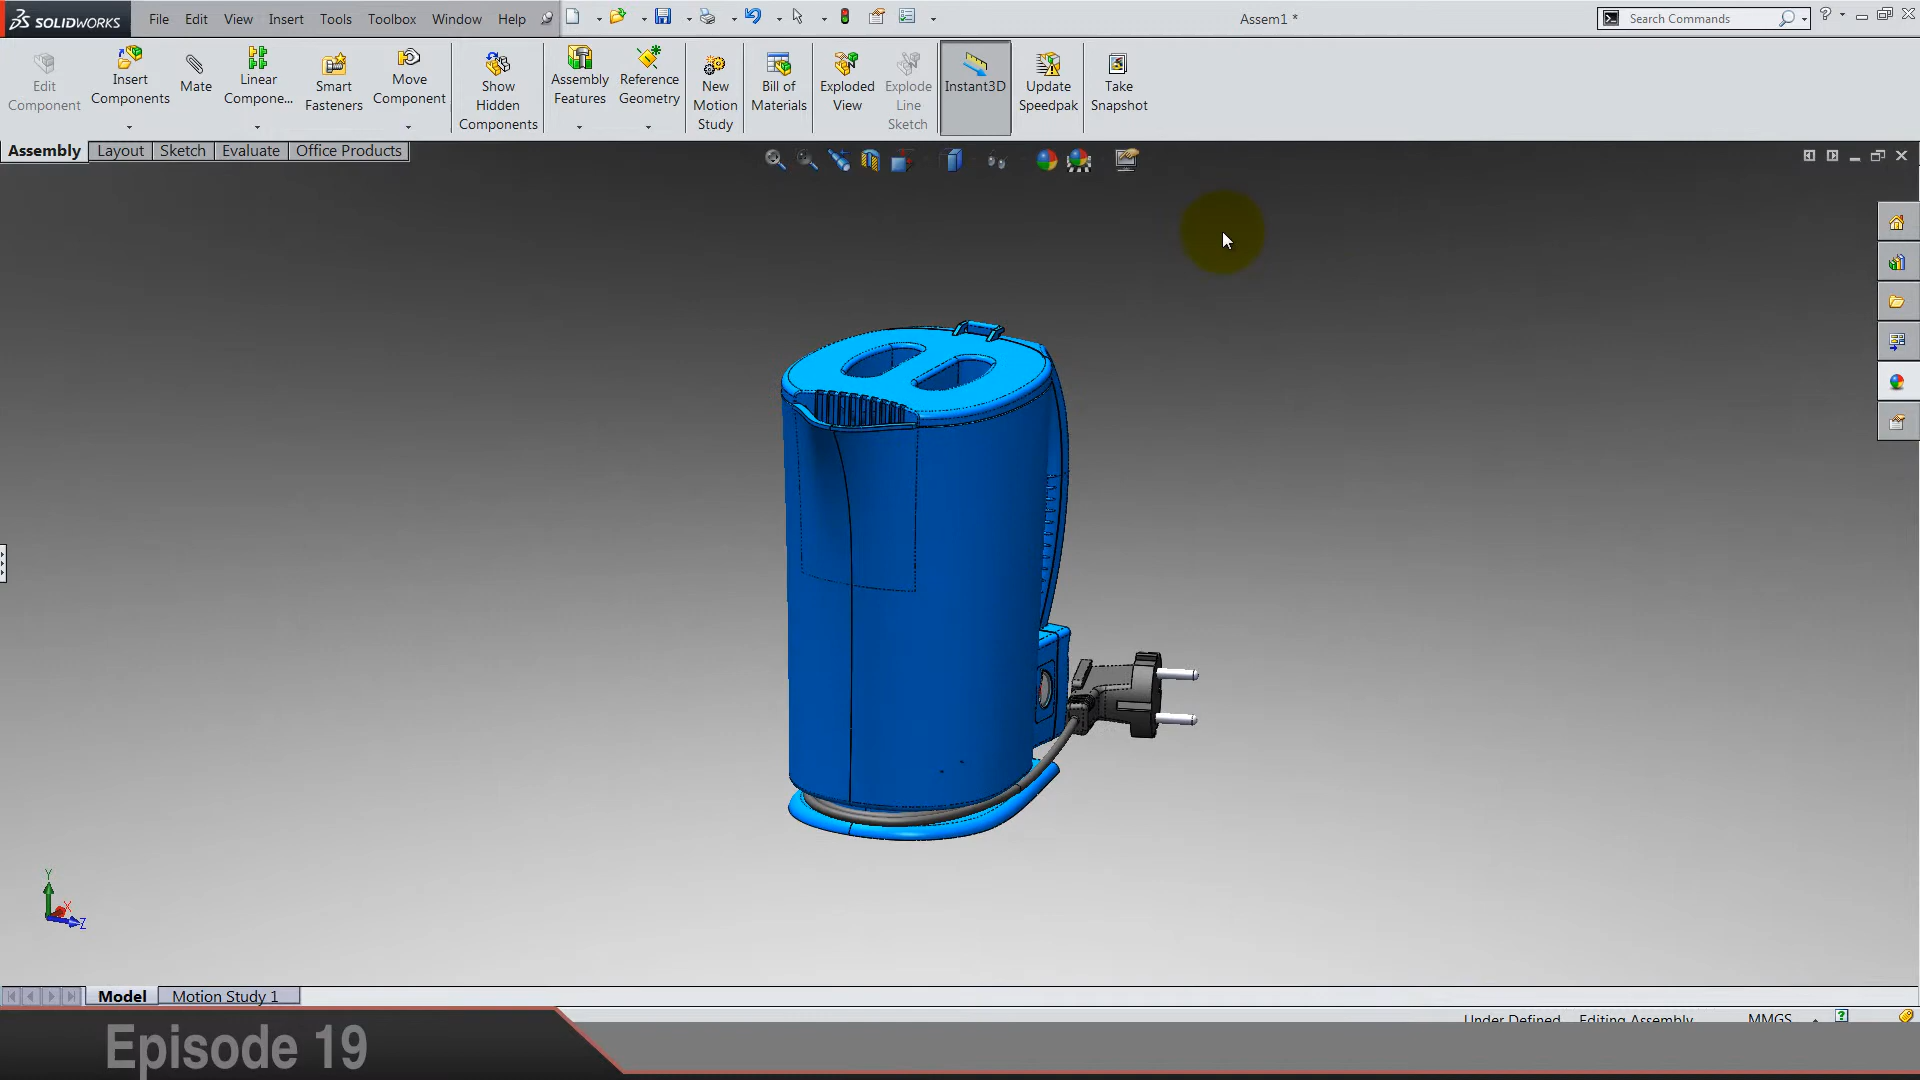 SOLIDWORKS File Edit View Insert Tools Toolbox Window Help Assem1 * Search Commands
Edit Component
Insert Components
Mate
Linear Compone...
Smart Fasteners
Move Component
Show Hidden Components
Assembly Features
Reference Geometry
New Motion Study
Bill of Materials
Exploded View
Explode Line Sketch
Instant3D
Update Speedpak
Take Snapshot
Assembly Layout Sketch Evaluate Office Products
Y
X
Z
Model Motion Study 1
Under Defined Editing Assembly MMGS
Episode 19